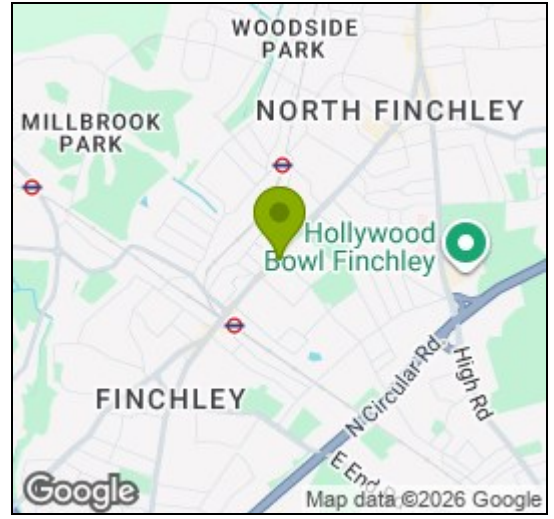 WOODSIDE
PARK
NORTH FINCHLEY
MILLBROOK
PARK
Hollywood
Bowl Finchley
N Circular Rd.
High Rd
FINCHLEY
E End
Google
Map data ©2026 Google